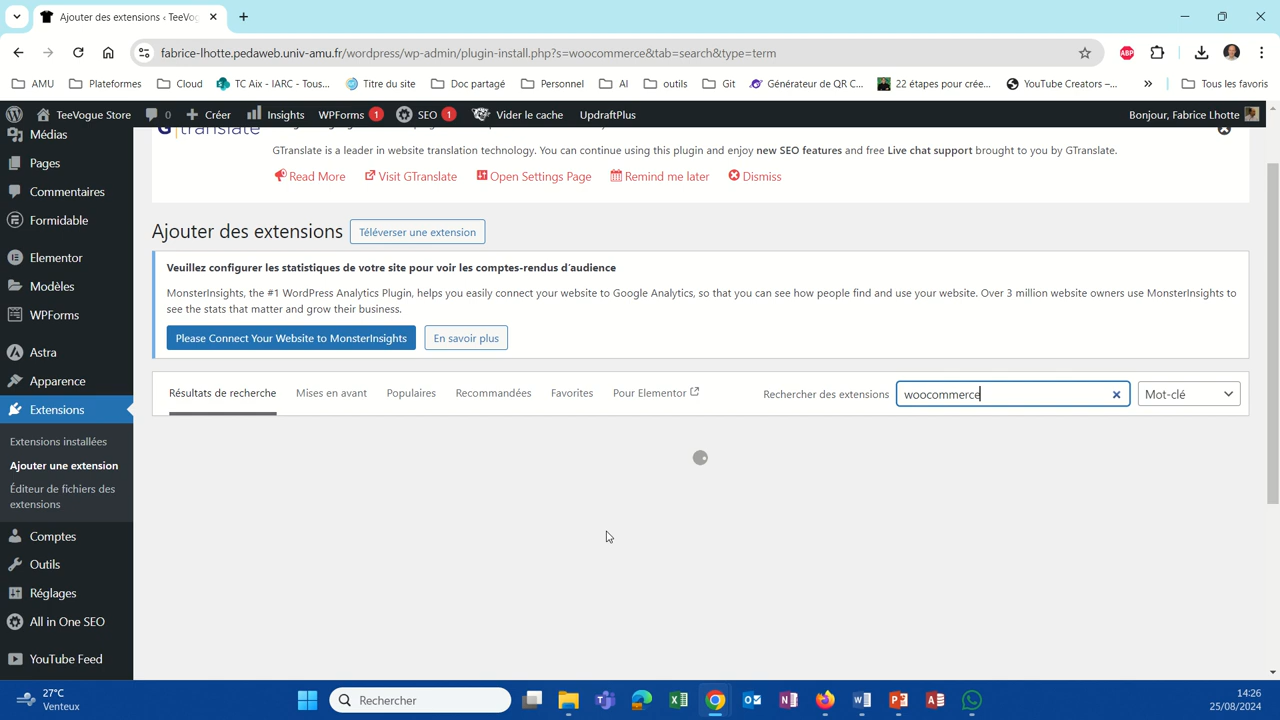 Ajouter des extensions ‹ TeeVog
fabrice-lhotte.pedaweb.univ-amu.fr/wordpress/wp-admin/plugin-install.php?s=woocommerce&tab=search&type=term
ABP
AMU
Plateformes
Cloud
TC Aix - IARC - Tous...
Titre du site
Doc partagé
Personnel
AI
outils
Git
Générateur de QR C...
22 étapes pour crée...
YouTube Creators –...
»
Tous les favoris
TeeVogue Store
0
Créer
Insights
WPForms 1
SEO 1
Vider le cache
UpdraftPlus
Bonjour, Fabrice Lhotte
Médias
Pages
Commentaires
Formidable
Elementor
Modèles
WPForms
Astra
Apparence
Extensions
Extensions installées
Ajouter une extension
Éditeur de fichiers des
extensions
Comptes
Outils
Réglages
All in One SEO
YouTube Feed
GTranslate is a leader in website translation technology. You can continue using this plugin and enjoy new SEO features and free Live chat support brought to you by GTranslate.
Read More
Visit GTranslate
Open Settings Page
Remind me later
Dismiss
Ajouter des extensions
Téléverser une extension
Veuillez configurer les statistiques de votre site pour voir les comptes-rendus d’audience
MonsterInsights, the #1 WordPress Analytics Plugin, helps you easily connect your website to Google Analytics, so that you can see how people find and use your website. Over 3 million website owners use MonsterInsights to
see the stats that matter and grow their business.
Please Connect Your Website to MonsterInsights
En savoir plus
Résultats de recherche
Mises en avant
Populaires
Recommandées
Favorites
Pour Elementor
Rechercher des extensions
woocommerce
Mot-clé
27°C
Venteux
Rechercher
14:26
25/08/2024